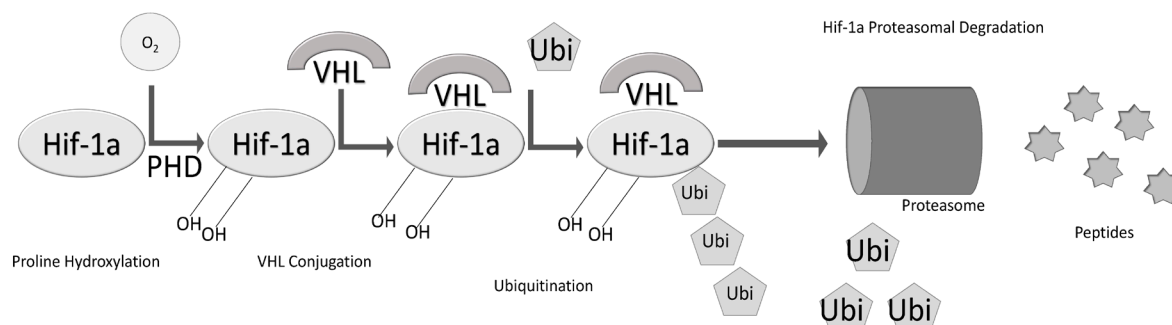 Hif-1a Proteasomal Degradation
O2
VHL
VHL
Ubi
VHL
Hif-1a
PHD
Hif-1a
Hif-1a
Hif-1a
OH
OH
OH
OH
OH
OH
Ubi
Ubi
Ubi
Proteasome
Ubi
Ubi
Ubi
Peptides
Proline Hydroxylation
VHL Conjugation
Ubiquitination